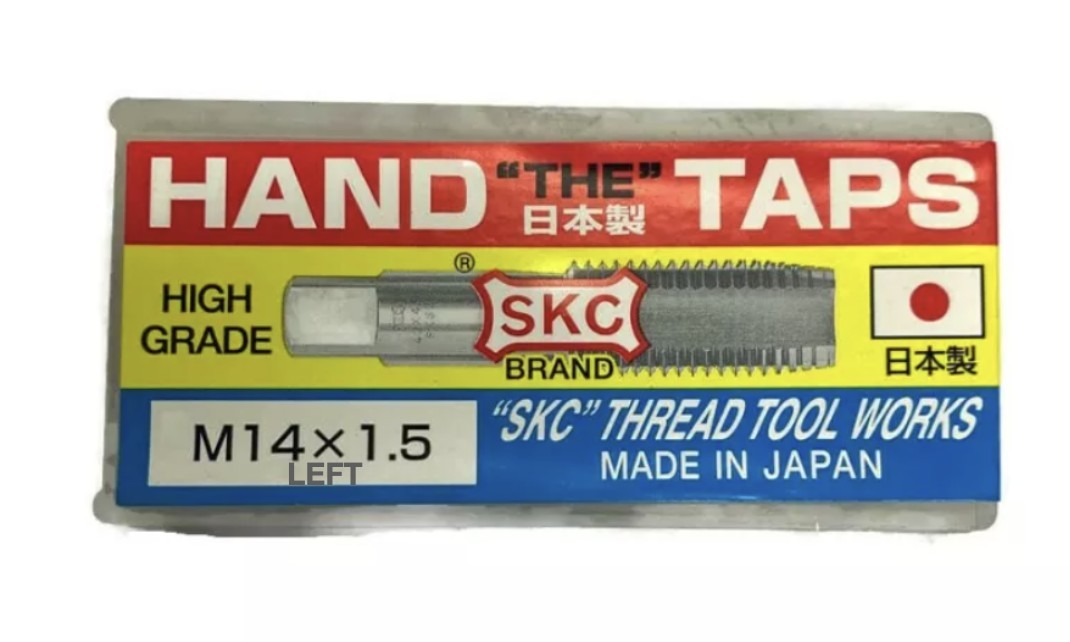 HAND "THE" TAPS
日本製
HIGH
GRADE
®
SKC
BRAND
日本製
M14×1.5
LEFT
"SKC" THREAD TOOL WORKS
MADE IN JAPAN